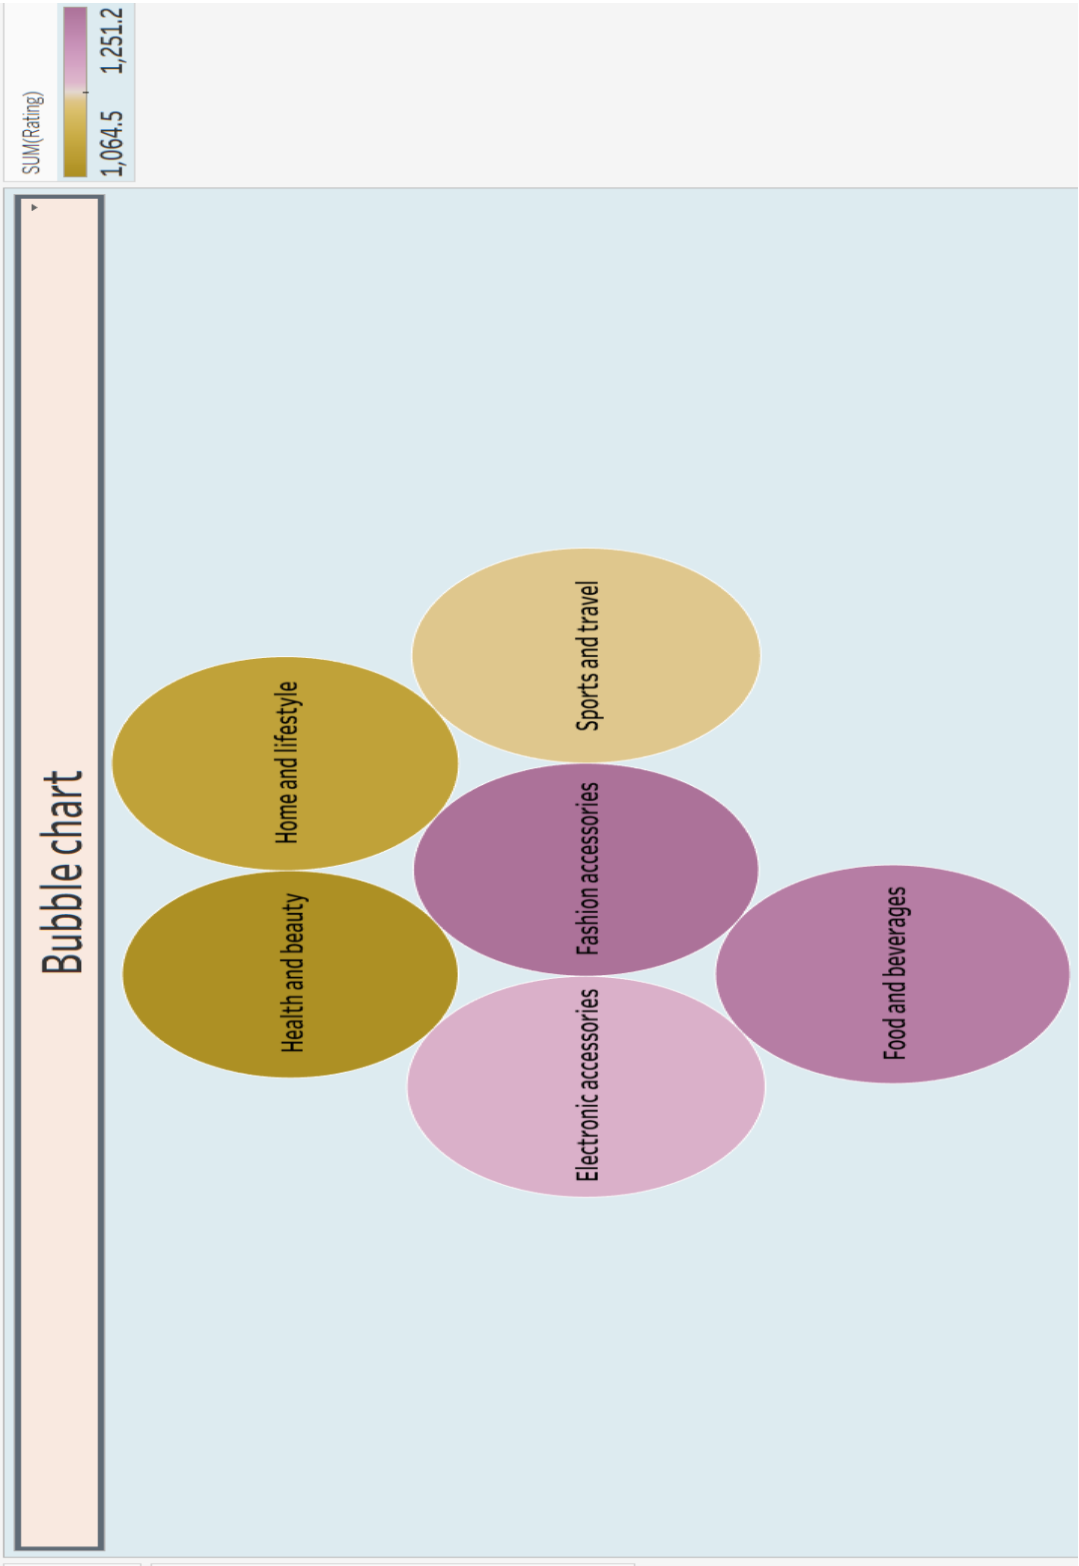 Bubble chart
SUM(Rating)
1,064.5 1,251.2
Health and beauty
Home and lifestyle
Electronic accessories
Fashion accessories
Sports and travel
Food and beverages